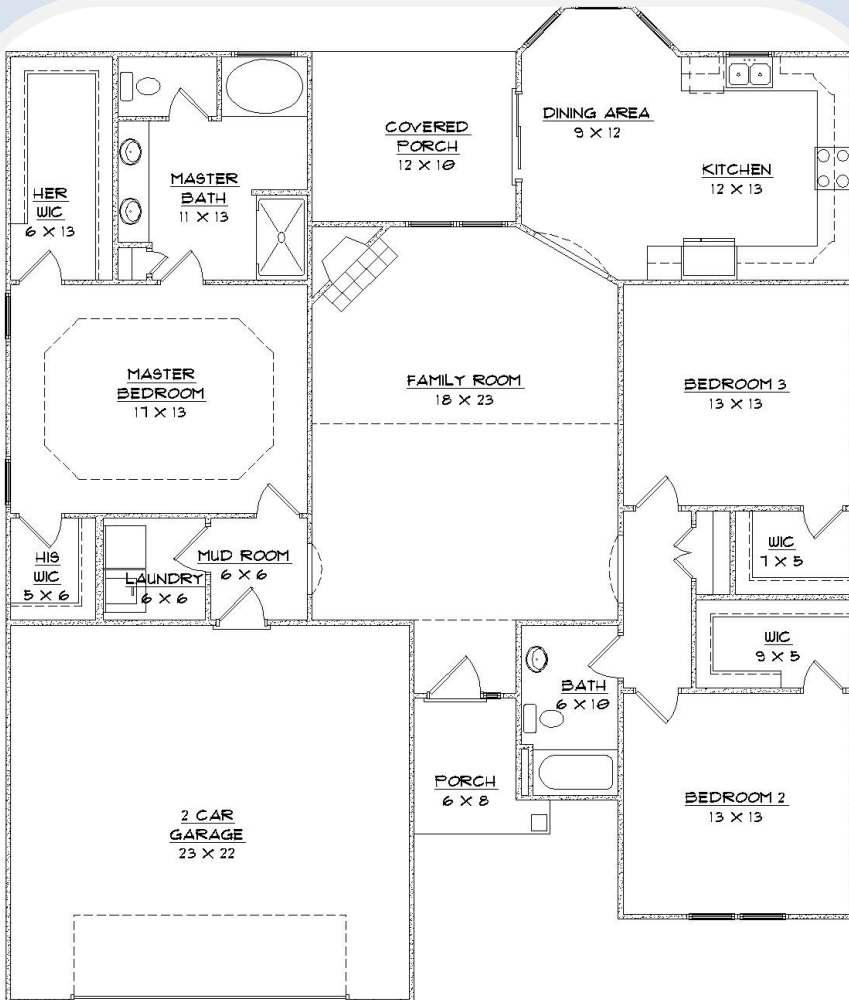 COVERED
PORCH
12 X 10
DINING AREA
9 X 12
KITCHEN
12 X 13
HER
WIC
6 X 13
MASTER
BATH
11 X 13
MASTER
BEDROOM
17 X 13
FAMILY ROOM
18 X 23
BEDROOM 3
13 X 13
HIS
WIC
5 X 6
LAUNDRY
6 X 6
MUD ROOM
6 X 6
WIC
7 X 5
WIC
9 X 5
BATH
6 X 10
PORCH
6 X 8
2 CAR
GARAGE
23 X 22
BEDROOM 2
13 X 13